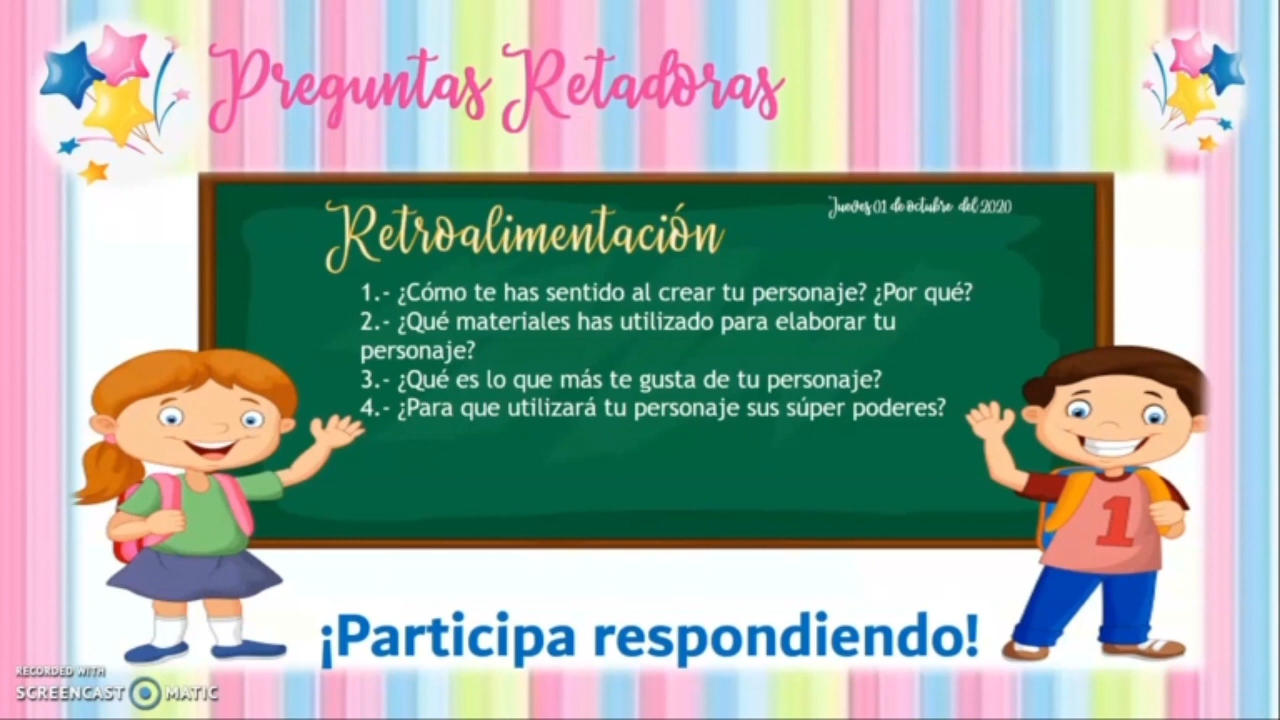 Preguntas Retadoras
Retroalimentación
Jueves 01 de octubre del 2020
1.- ¿Cómo te has sentido al crear tu personaje? ¿Por qué?
2.- ¿Qué materiales has utilizado para elaborar tu
personaje?
3.- ¿Qué es lo que más te gusta de tu personaje?
4.- ¿Para que utilizará tu personaje sus súper poderes?
1
¡Participa respondiendo!
RECORDED WITH
SCREENCAST MATIC